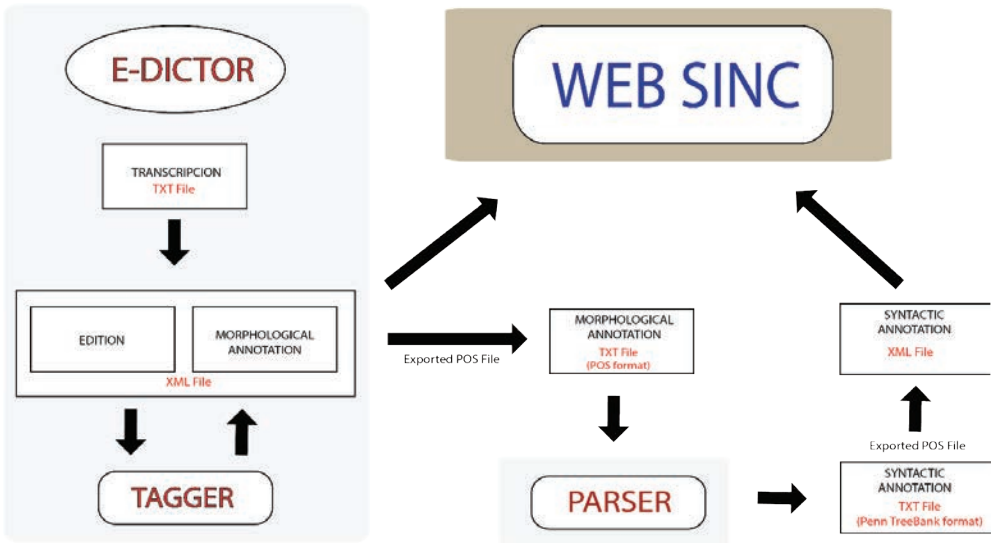 E-DICTOR
WEB SINC
TRANSCRIPCION
TXT File
EDITION
MORPHOLOGICAL
ANNOTATION
XML File
TAGGER
Exported POS File
MORPHOLOGICAL
ANNOTATION
TXT File
(POS format)
PARSER
SYNTACTIC
ANNOTATION
XML File
Exported POS File
SYNTACTIC
ANNOTATION
TXT File
(Penn TreeBank format)